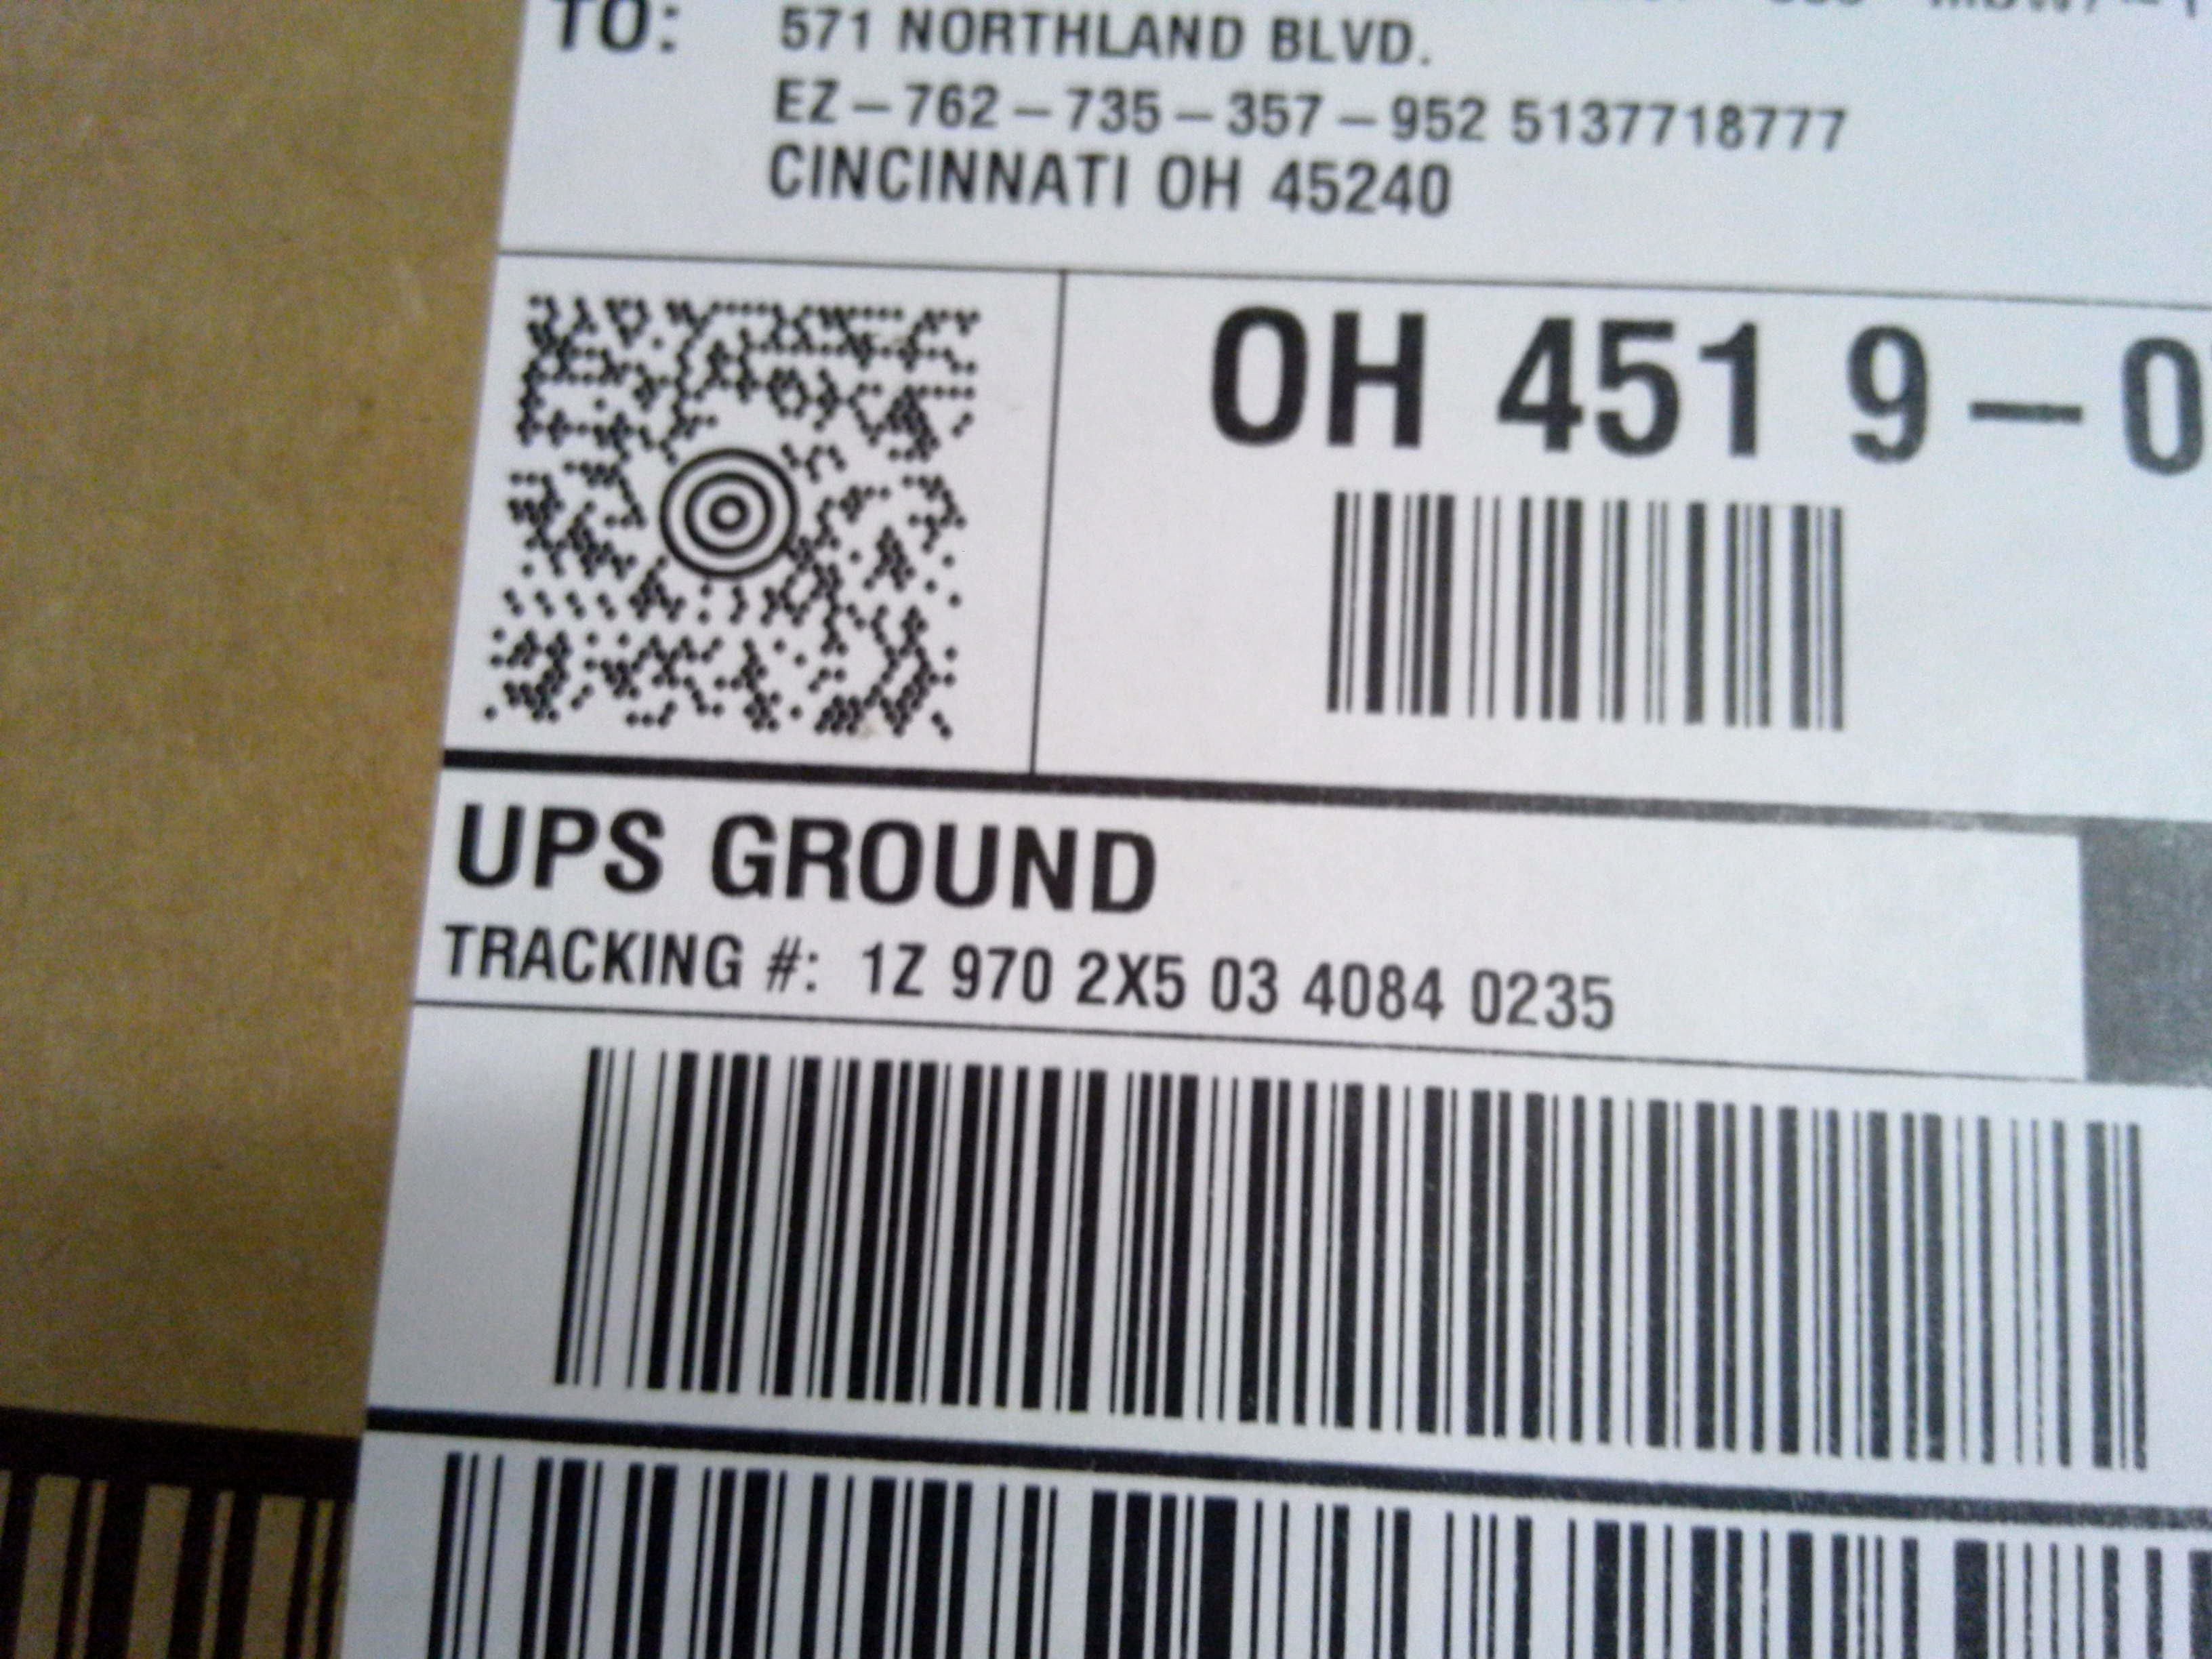 TO: 571 NORTHLAND BLVD.
EZ-762-735-357-952 5137718777
CINCINNATI OH 45240
OH 451 9-0
UPS GROUND
TRACKING #: 1Z 970 2X5 03 4084 0235